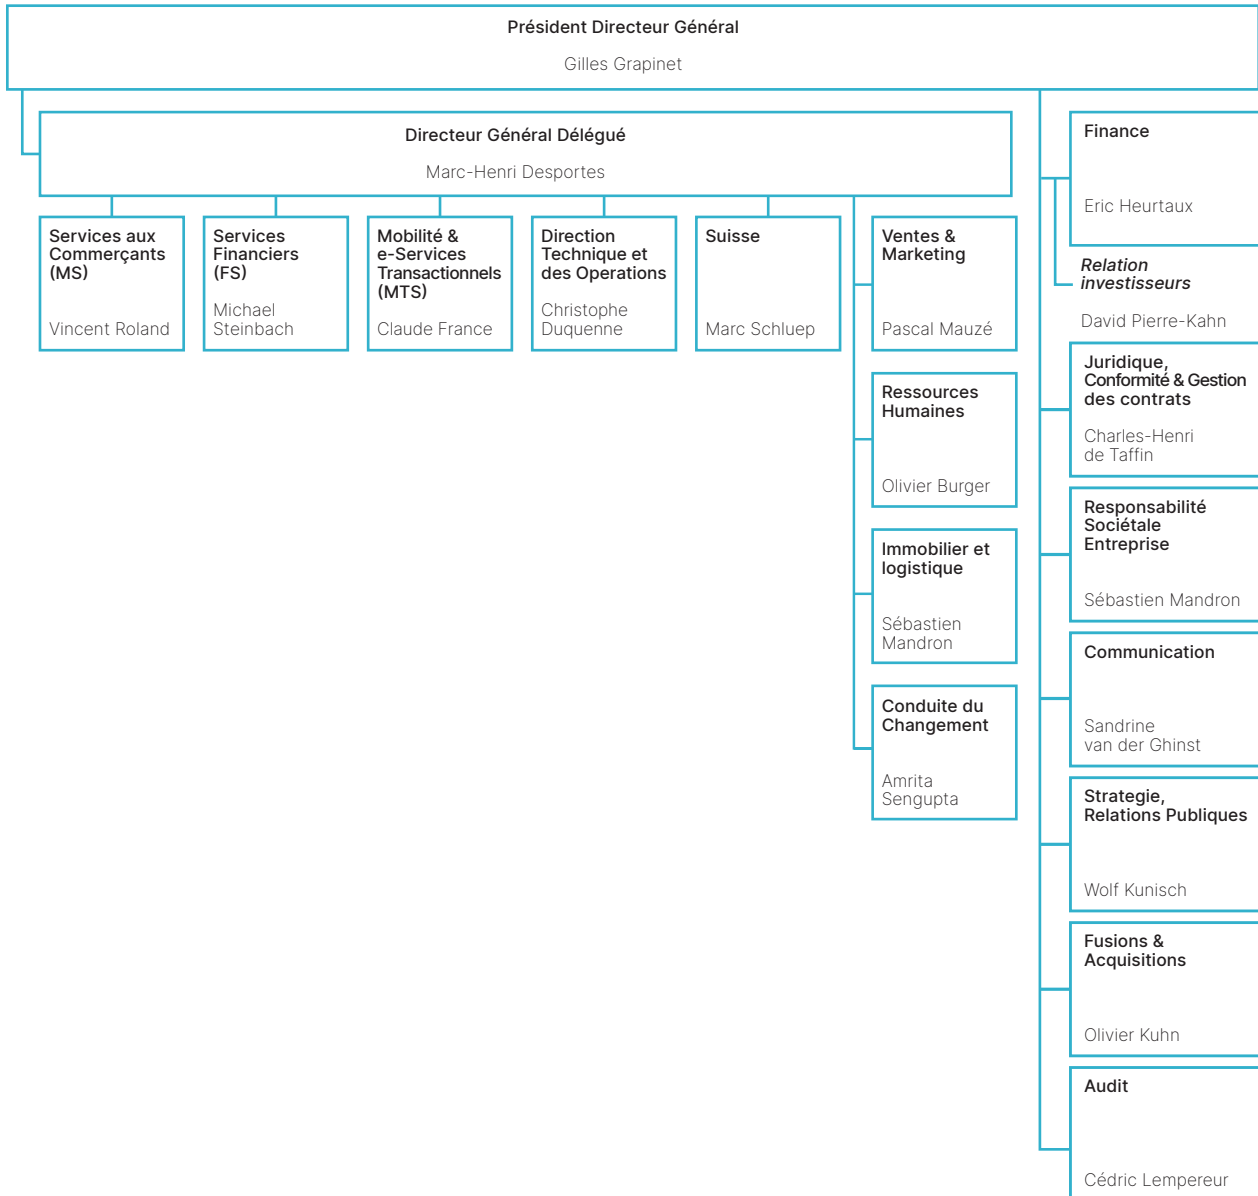 Président Directeur Général
Gilles Grapinet
Directeur Général Délégué
Marc-Henri Desportes
Services aux
Commerçants
(MS)
Vincent Roland
Services
Financiers
(FS)
Michael
Steinbach
Mobilité &
e-Services
Transactionnels
(MTS)
Claude France
Direction
Technique et
des Operations
Christophe
Duquenne
Suisse
Marc Schluep
Ventes &
Marketing
Pascal Mauzé
Ressources
Humaines
Olivier Burger
Immobilier et
logistique
Sébastien
Mandron
Conduite du
Changement
Amrita
Sengupta
Finance
Eric Heurtaux
Relation
investisseurs
David Pierre-Kahn
Juridique,
Conformité & Gestion
des contrats
Charles-Henri
de Taffin
Responsabilité
Sociétale
Entreprise
Sébastien Mandron
Communication
Sandrine
van der Ghinst
Strategie,
Relations Publiques
Wolf Kunisch
Fusions &
Acquisitions
Olivier Kuhn
Audit
Cédric Lempereur